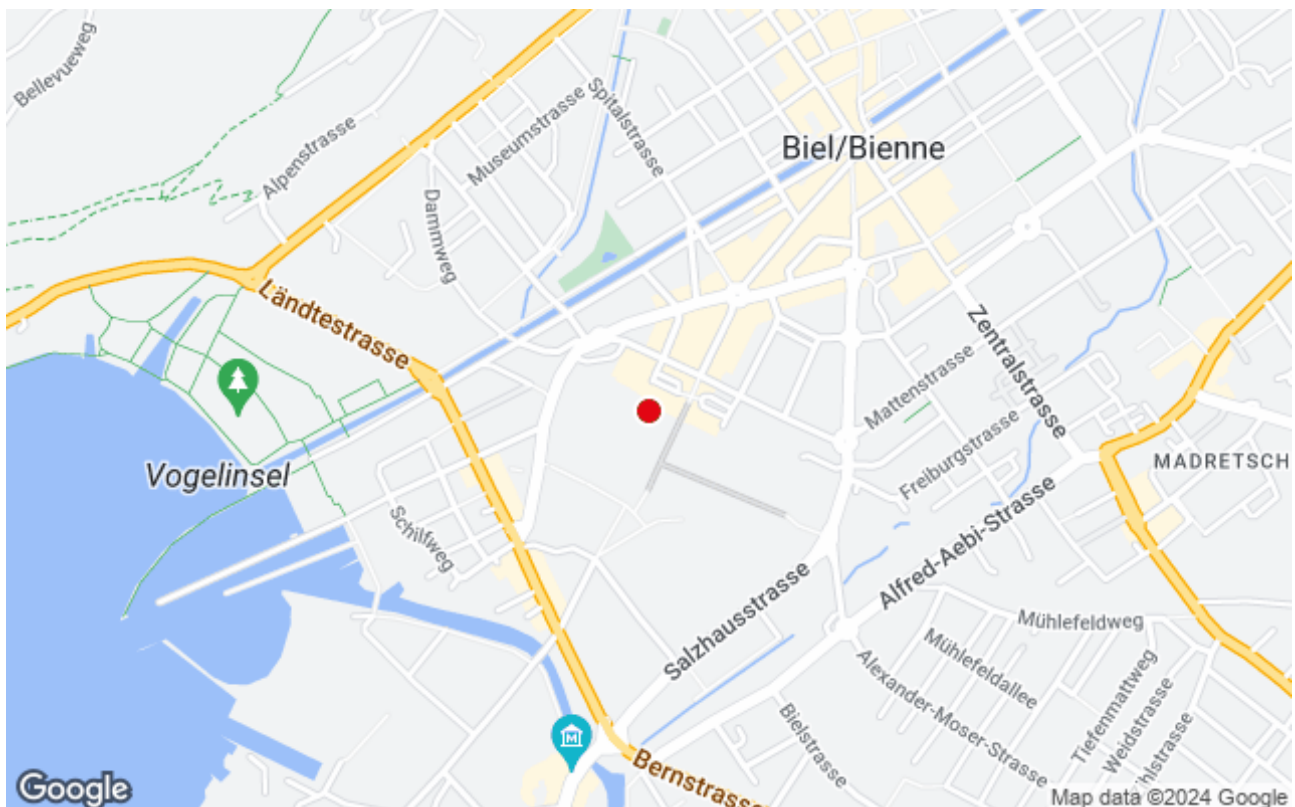 Bellevueweg
Alpenstrasse
Museumstrasse
Spitalstrasse
Biel/Bienne
Dammweg
Ländtestrasse
Zentralstrasse
Mattenstrasse
Freiburgstrasse
MADRETSCH
Vogelinsel
Schilfweg
Alfred-Aebi-Strasse
Salzhausstrasse
Mühlefeldweg
Mühlefeldallee
Alexander-Moser-Strasse
Tiefenmattweg
Weidstrasse
Bielstrasse
M
Bernstrasse
Google
Map data ©2024 Google